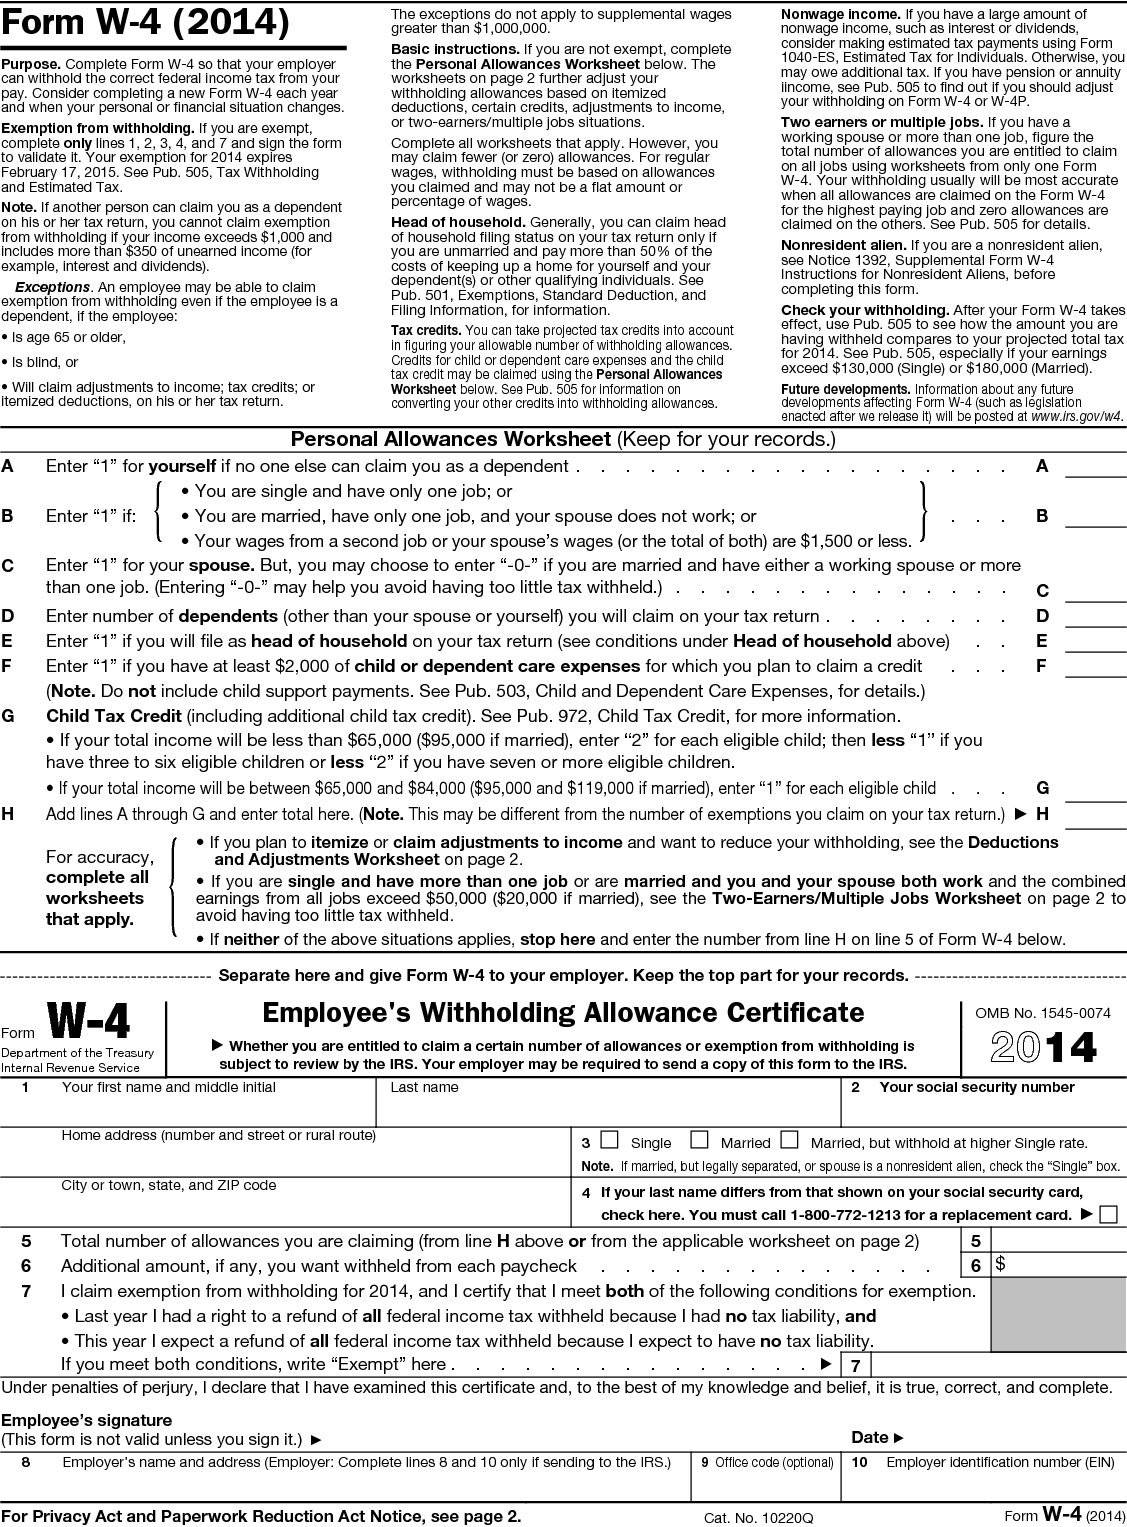 Form W-4 (2014)
Purpose. Complete Form W-4 so that your employer
can withhold the correct federal income tax from your
pay. Consider completing a new Form W-4 each year
and when your personal or financial situation changes.
Exemption from withholding. If you are exempt,
complete only lines 1, 2, 3, 4, and 7 and sign the form
to validate it. Your exemption for 2014 expires
February 17, 2015. See Pub. 505, Tax Withholding
and Estimated Tax.
Note. If another person can claim you as a dependent
on his or her tax return, you cannot claim exemption
from withholding if your income exceeds $1,000 and
includes more than $350 of unearned income (for
example, interest and dividends).
Exceptions. An employee may be able to claim
exemption from withholding even if the employee is a
dependent, if the employee:
• Is age 65 or older,
• Is blind, or
• Will claim adjustments to income; tax credits; or
itemized deductions, on his or her tax return.
The exceptions do not apply to supplemental wages
greater than $1,000,000.
Basic instructions. If you are not exempt, complete
the Personal Allowances Worksheet below. The
worksheets on page 2 further adjust your
withholding allowances based on itemized
deductions, certain credits, adjustments to income,
or two-earners/multiple jobs situations.
Complete all worksheets that apply. However, you
may claim fewer (or zero) allowances. For regular
wages, withholding must be based on allowances
you claimed and may not be a flat amount or
percentage of wages.
Head of household. Generally, you can claim head
of household filing status on your tax return only if
you are unmarried and pay more than 50% of the
costs of keeping up a home for yourself and your
dependent(s) or other qualifying individuals. See
Pub. 501, Exemptions, Standard Deduction, and
Filing Information, for information.
Tax credits. You can take projected tax credits into account
in figuring your allowable number of withholding allowances.
Credits for child or dependent care expenses and the child
tax credit may be claimed using the Personal Allowances
Worksheet below. See Pub. 505 for information on
converting your other credits into withholding allowances.
Nonwage income. If you have a large amount of
nonwage income, such as interest or dividends,
consider making estimated tax payments using Form
1040-ES, Estimated Tax for Individuals. Otherwise, you
may owe additional tax. If you have pension or annuity
iincome, see Pub. 505 to find out if you should adjust
your withholding on Form W-4 or W-4P.
Two earners or multiple jobs. If you have a
working spouse or more than one job, figure the
total number of allowances you are entitled to claim
on all jobs using worksheets from only one Form
W-4. Your withholding usually will be most accurate
when all allowances are claimed on the Form W-4
for the highest paying job and zero allowances are
claimed on the others. See Pub. 505 for details.
Nonresident alien. If you are a nonresident alien,
see Notice 1392, Supplemental Form W-4
Instructions for Nonresident Aliens, before
completing this form.
Check your withholding. After your Form W-4 takes
effect, use Pub. 505 to see how the amount you are
having withheld compares to your projected total tax
for 2014. See Pub. 505, especially if your earnings
exceed $130,000 (Single) or $180,000 (Married).
Future developments. Information about any future
developments affecting Form W-4 (such as legislation
enacted after we release it) will be posted at www.irs.gov/w4.
Personal Allowances Worksheet (Keep for your records.)
A Enter “1” for yourself if no one else can claim you as a dependent . . . . . . . . . . . . . . . . . A
• You are single and have only one job; or
B Enter “1” if: • You are married, have only one job, and your spouse does not work; or . . . B
• Your wages from a second job or your spouse’s wages (or the total of both) are $1,500 or less.
C Enter “1” for your spouse. But, you may choose to enter “-0-” if you are married and have either a working spouse or more
than one job. (Entering “-0-” may help you avoid having too little tax withheld.) . . . . . . . . . . . . . . C
D Enter number of dependents (other than your spouse or yourself) you will claim on your tax return . . . . . . . . D
E Enter “1” if you will file as head of household on your tax return (see conditions under Head of household above) . . E
F Enter “1” if you have at least $2,000 of child or dependent care expenses for which you plan to claim a credit . . . F
(Note. Do not include child support payments. See Pub. 503, Child and Dependent Care Expenses, for details.)
G Child Tax Credit (including additional child tax credit). See Pub. 972, Child Tax Credit, for more information.
• If your total income will be less than $65,000 ($95,000 if married), enter “2” for each eligible child; then less “1” if you
have three to six eligible children or less “2” if you have seven or more eligible children.
• If your total income will be between $65,000 and $84,000 ($95,000 and $119,000 if married), enter “1” for each eligible child . . . G
H Add lines A through G and enter total here. (Note. This may be different from the number of exemptions you claim on your tax return.) ▶ H
For accuracy,
complete all
worksheets
that apply.
• If you plan to itemize or claim adjustments to income and want to reduce your withholding, see the Deductions
and Adjustments Worksheet on page 2.
• If you are single and have more than one job or are married and you and your spouse both work and the combined
earnings from all jobs exceed $50,000 ($20,000 if married), see the Two-Earners/Multiple Jobs Worksheet on page 2 to
avoid having too little tax withheld.
• If neither of the above situations applies, stop here and enter the number from line H on line 5 of Form W-4 below.
Separate here and give Form W-4 to your employer. Keep the top part for your records.
Form W-4
Department of the Treasury
Internal Revenue Service
Employee's Withholding Allowance Certificate
▶ Whether you are entitled to claim a certain number of allowances or exemption from withholding is
subject to review by the IRS. Your employer may be required to send a copy of this form to the IRS.
OMB No. 1545-0074
2014
1 Your first name and middle initial
Last name
2 Your social security number
Home address (number and street or rural route)
3 Single Married Married, but withhold at higher Single rate.
Note. If married, but legally separated, or spouse is a nonresident alien, check the “Single” box.
City or town, state, and ZIP code
4 If your last name differs from that shown on your social security card,
check here. You must call 1-800-772-1213 for a replacement card. ▶
5 Total number of allowances you are claiming (from line H above or from the applicable worksheet on page 2) 5
6 Additional amount, if any, you want withheld from each paycheck . . . . . . . . . . . . . . 6 $
7 I claim exemption from withholding for 2014, and I certify that I meet both of the following conditions for exemption.
• Last year I had a right to a refund of all federal income tax withheld because I had no tax liability, and
• This year I expect a refund of all federal income tax withheld because I expect to have no tax liability.
If you meet both conditions, write “Exempt” here . . . . . . . . . . . . . . . ▶ 7
Under penalties of perjury, I declare that I have examined this certificate and, to the best of my knowledge and belief, it is true, correct, and complete.
Employee’s signature
(This form is not valid unless you sign it.) ▶
Date ▶
8 Employer’s name and address (Employer: Complete lines 8 and 10 only if sending to the IRS.)
9 Office code (optional)
10 Employer identification number (EIN)
For Privacy Act and Paperwork Reduction Act Notice, see page 2.
Cat. No. 10220Q
Form W-4 (2014)